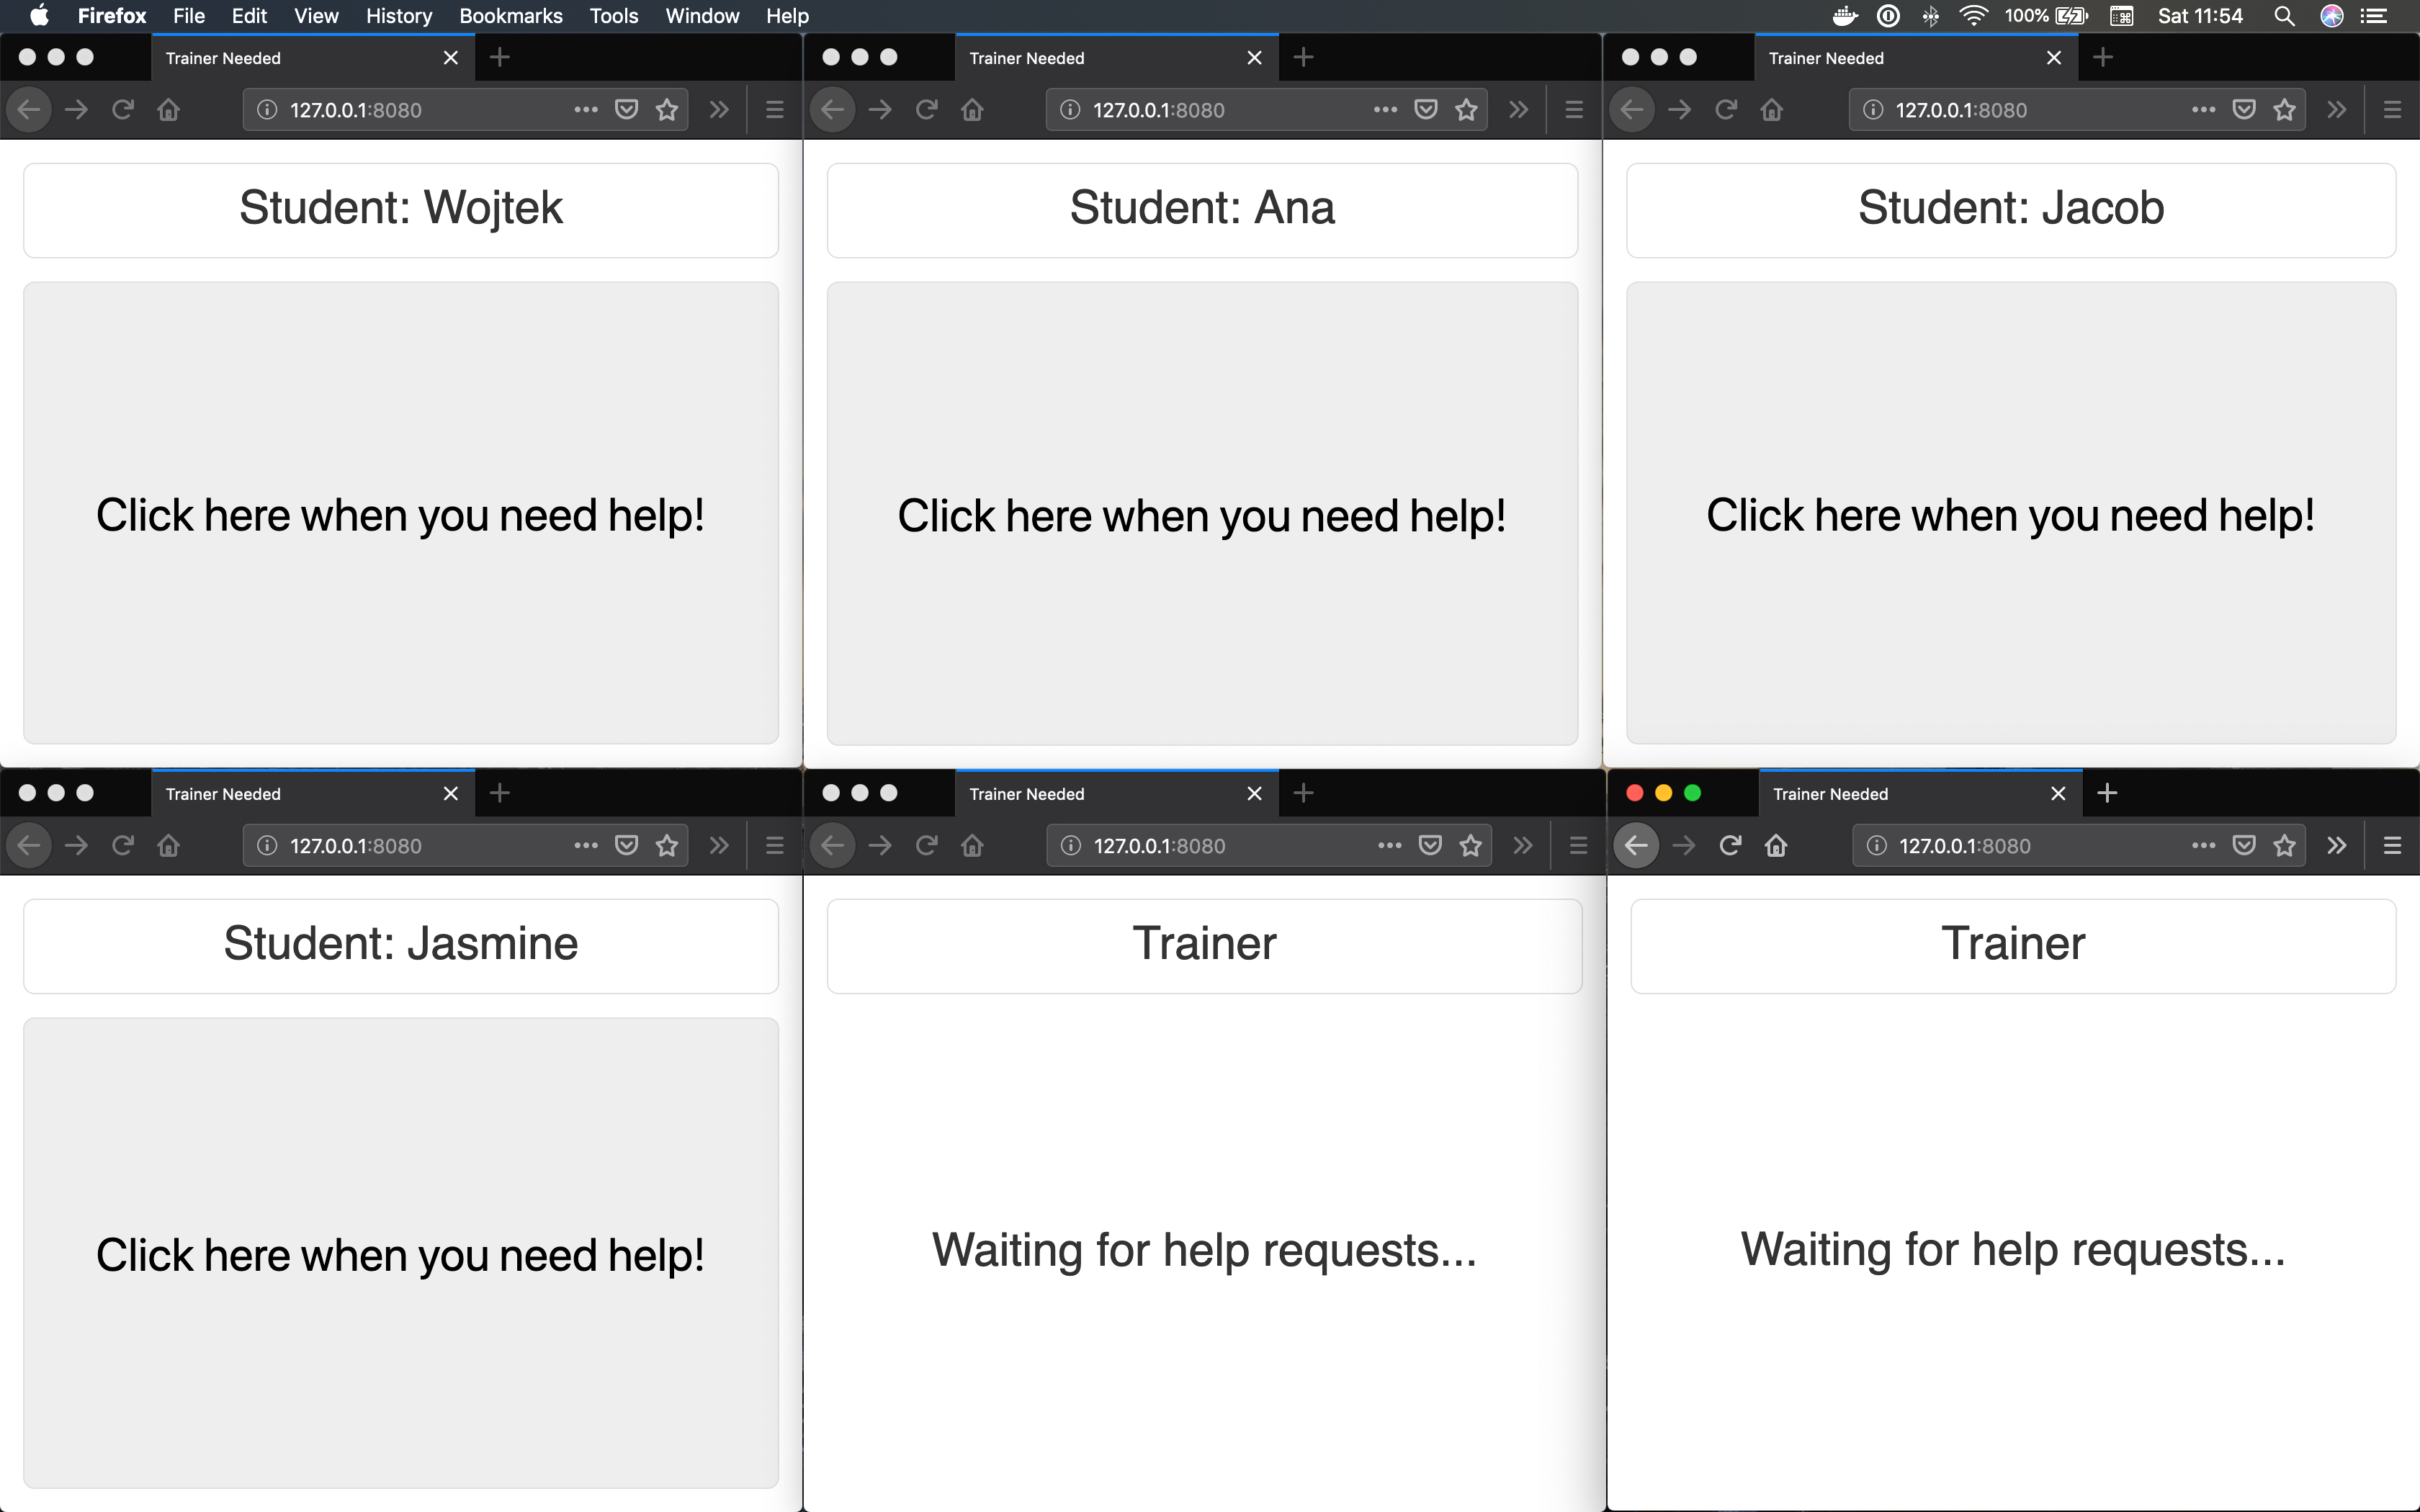 Firefox File Edit View History Bookmarks Tools Window Help 100% Sat 11:54
Trainer Needed
127.0.0.1:8080
Student: Wojtek
Click here when you need help!
Trainer Needed
127.0.0.1:8080
Student: Ana
Click here when you need help!
Trainer Needed
127.0.0.1:8080
Student: Jacob
Click here when you need help!
Trainer Needed
127.0.0.1:8080
Student: Jasmine
Click here when you need help!
Trainer Needed
127.0.0.1:8080
Trainer
Waiting for help requests...
Trainer Needed
127.0.0.1:8080
Trainer
Waiting for help requests...